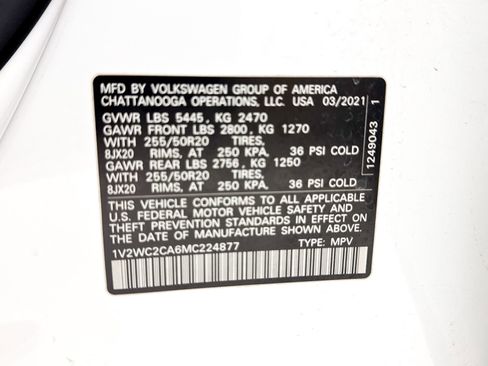 MFD BY VOLKSWAGEN GROUP OF AMERICA
CHATTANOOGA OPERATIONS, LLC. USA 03/2021
GVWR LBS 5445, KG 2470
GAWR FRONT LBS 2800, KG 1270
WITH 255/50R20 TIRES,
8JX20 RIMS, AT 250 KPA, 36 PSI COLD
GAWR REAR LBS 2756, KG 1250
WITH 255/50R20 TIRES,
8JX20 RIMS, AT 250 KPA, 36 PSI COLD
THIS VEHICLE CONFORMS TO ALL APPLICABLE
U.S. FEDERAL MOTOR VEHICLE SAFETY AND
THEFT PREVENTION STANDARDS IN EFFECT ON
THE DATE OF MANUFACTURE SHOWN ABOVE.
1V2WC2CA6MC224877 TYPE: MPV
1249043 1